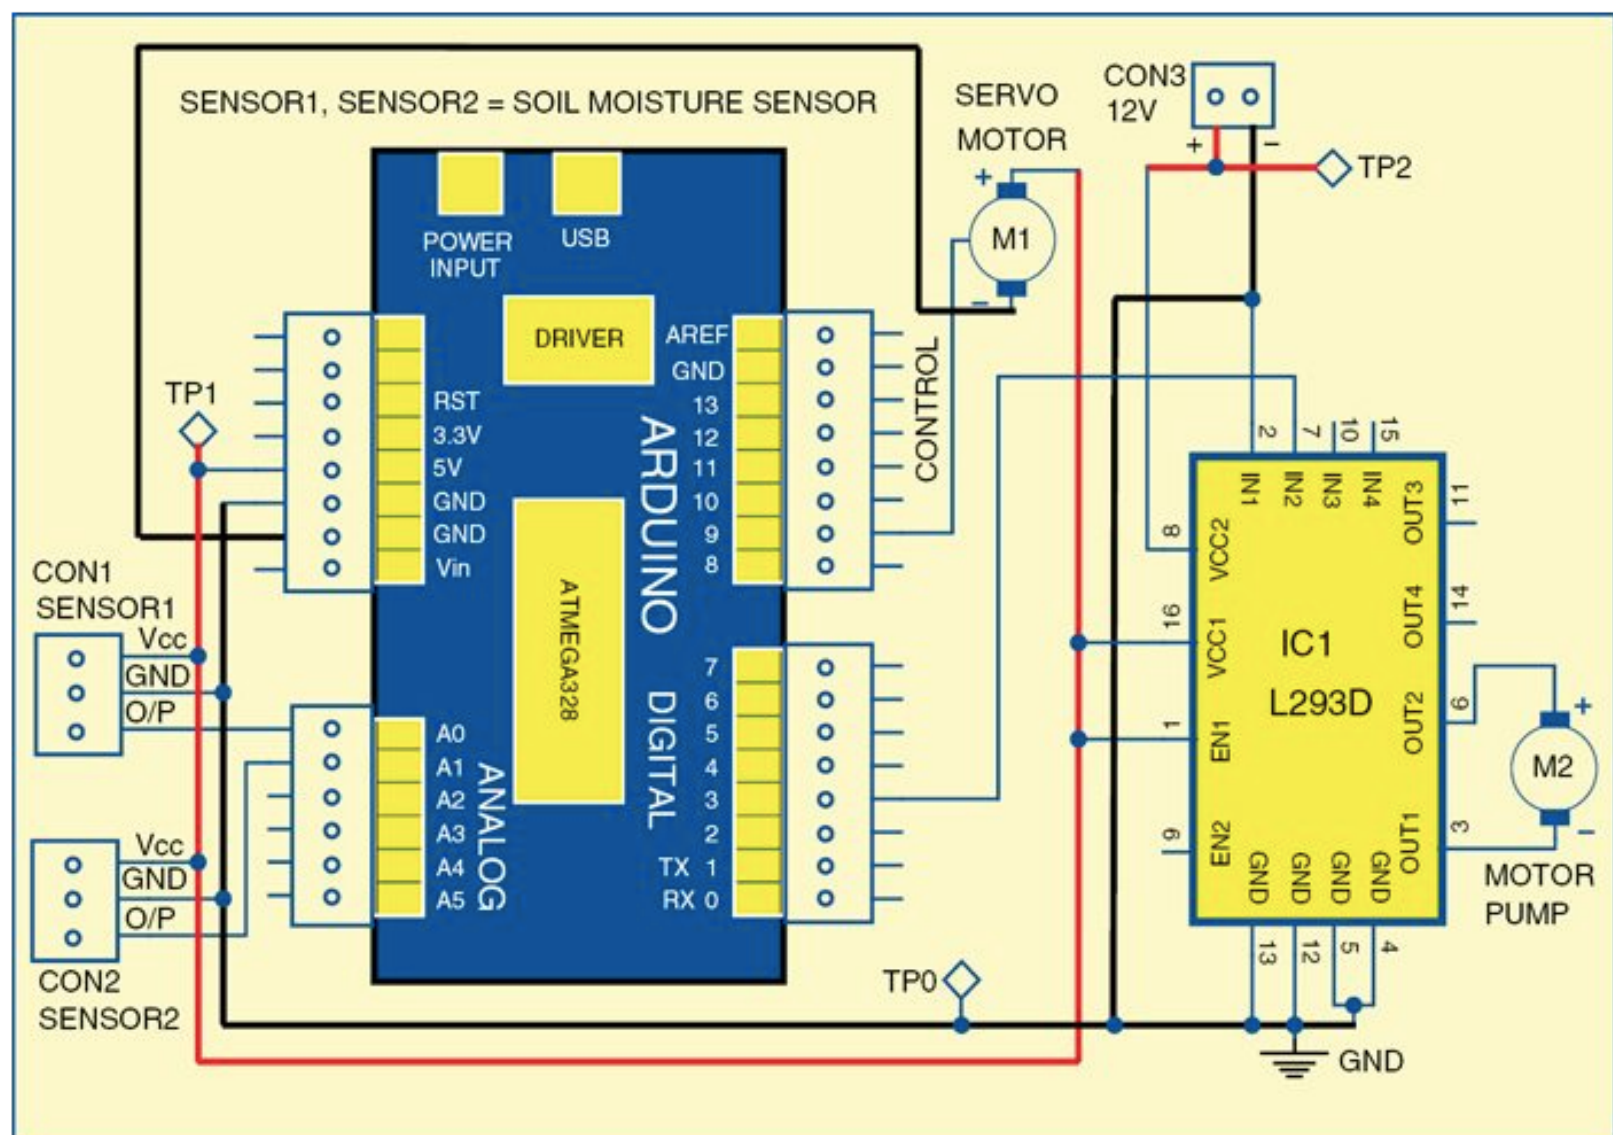 SENSOR1, SENSOR2 = SOIL MOISTURE SENSOR
SERVO
MOTOR
+
M1
–
CON3
12V
+
–
TP2
POWER
INPUT
USB
DRIVER
TP1
RST
3.3V
5V
GND
GND
Vin
AREF
GND
13
12
11
10
9
8
CONTROL
ARDUINO
ATMEGA328
CON1
SENSOR1
Vcc
GND
O/P
A0
A1
A2
A3
A4
A5
ANALOG
DIGITAL
7
6
5
4
3
2
TX 1
RX 0
Vcc
GND
O/P
CON2
SENSOR2
TP0
2
7
10
15
IN1
IN2
IN3
IN4
8
VCC2
16
VCC1
1
EN1
9
EN2
IC1
L293D
OUT3
11
OUT4
14
OUT2
6
OUT1
3
+
M2
–
MOTOR
PUMP
GND
GND
GND
GND
13
12
5
4
GND